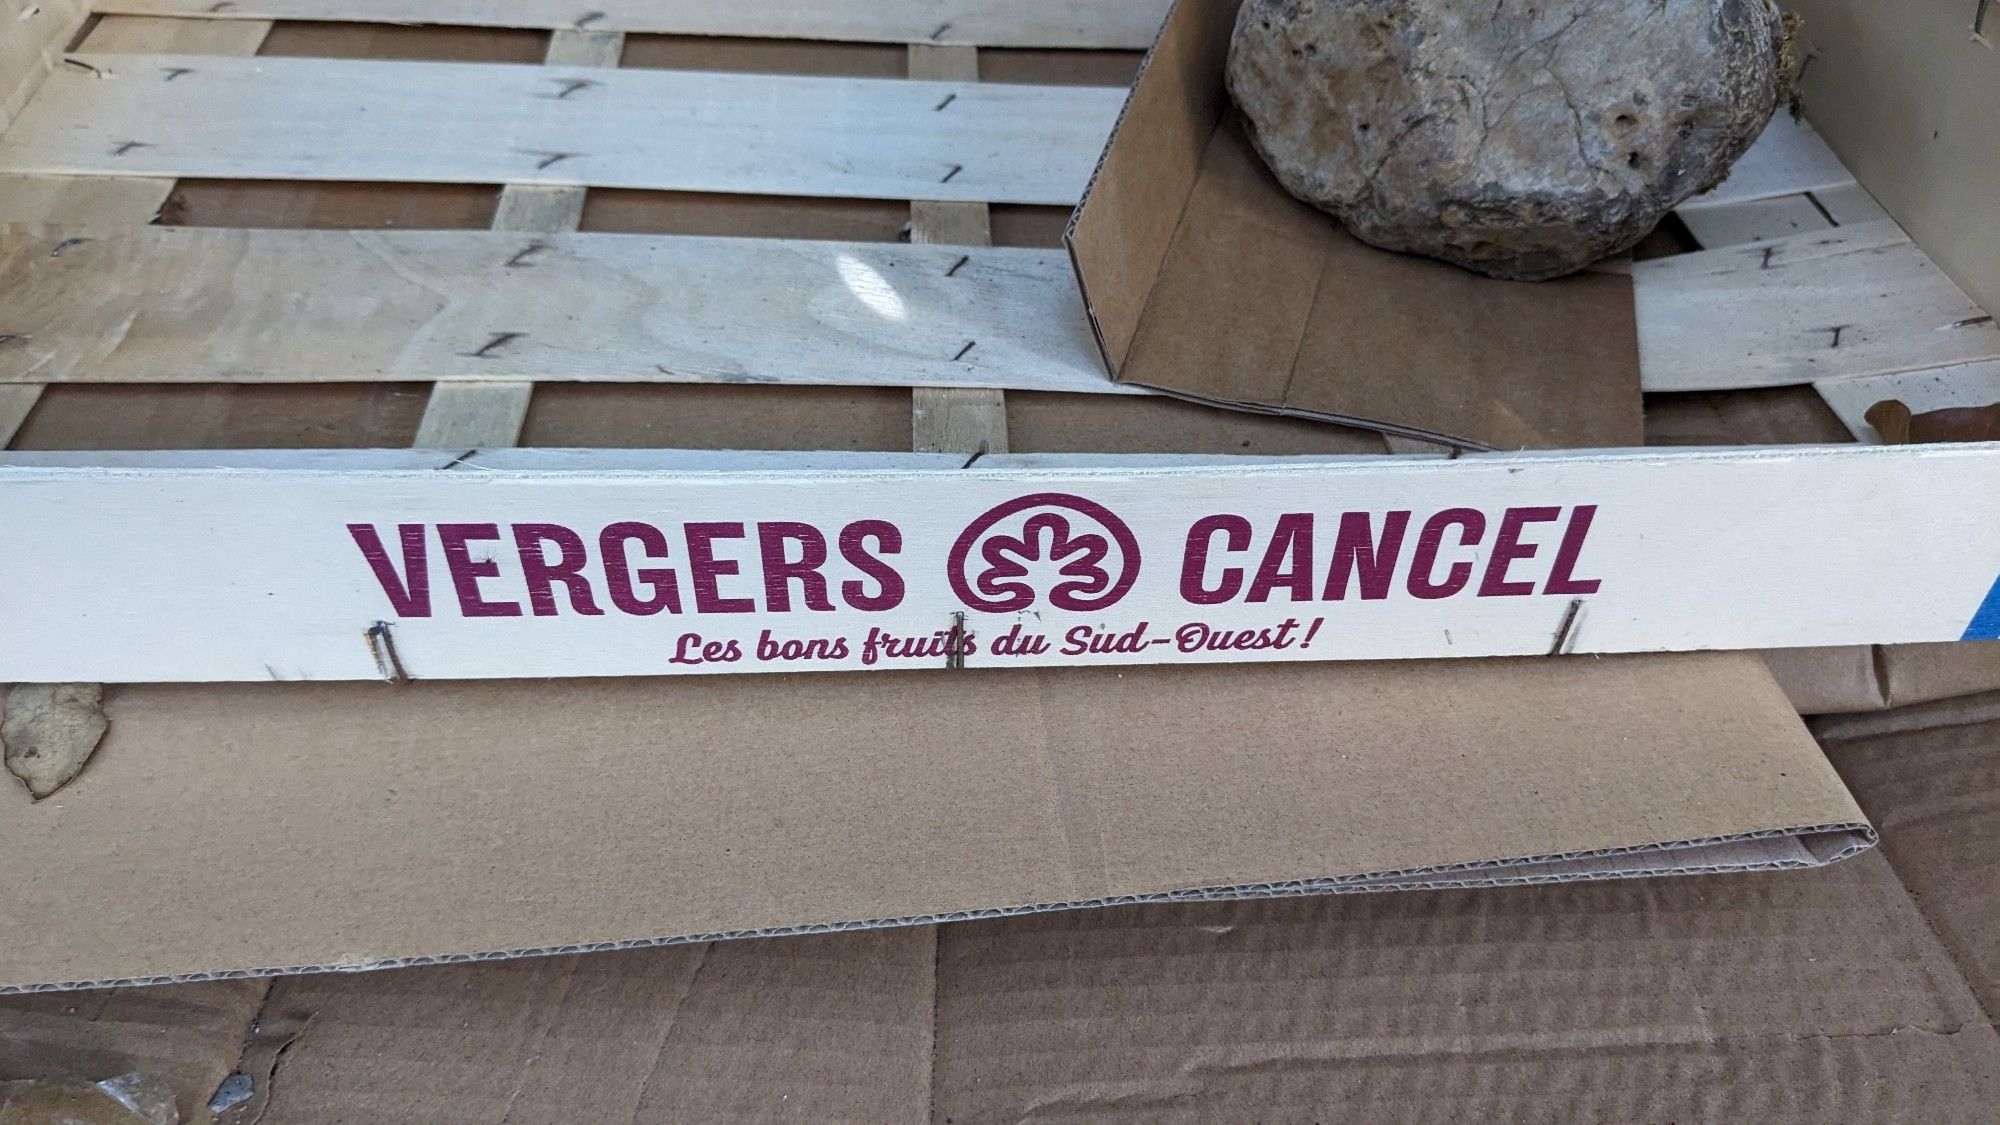 VERGERS CANCEL
Les bons fruits du Sud-Ouest!